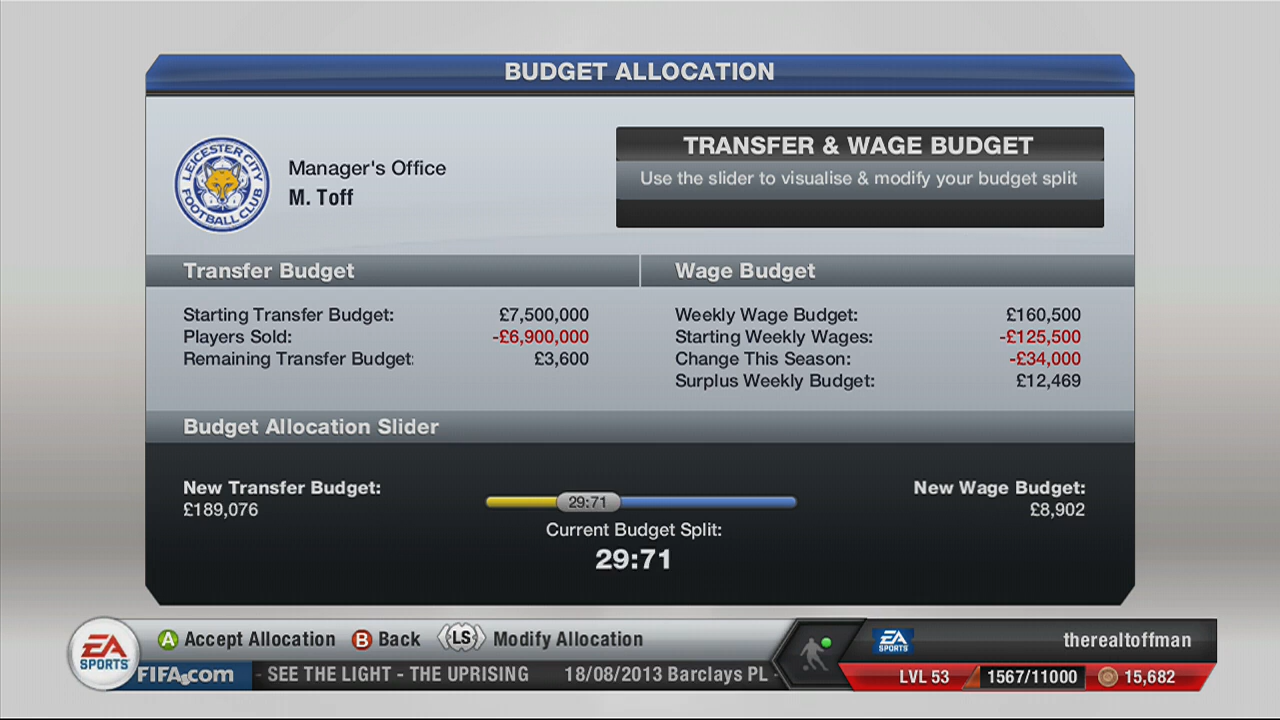 BUDGET ALLOCATION
LEICESTER CITY
FOOTBALL CLUB
Manager's Office
M. Toff
TRANSFER & WAGE BUDGET
Use the slider to visualise & modify your budget split
Transfer Budget
Starting Transfer Budget: £7,500,000
Players Sold: -£6,900,000
Remaining Transfer Budget: £3,600
Wage Budget
Weekly Wage Budget: £160,500
Starting Weekly Wages: -£125,500
Change This Season: -£34,000
Surplus Weekly Budget: £12,469
Budget Allocation Slider
New Transfer Budget:
£189,076
29:71
Current Budget Split:
29:71
New Wage Budget:
£8,902
A Accept Allocation B Back LS Modify Allocation
EA SPORTS
EA SPORTS
therealtoffman
FIFA.com - SEE THE LIGHT - THE UPRISING 18/08/2013 Barclays PL -
LVL 53 1567/11000 15,682